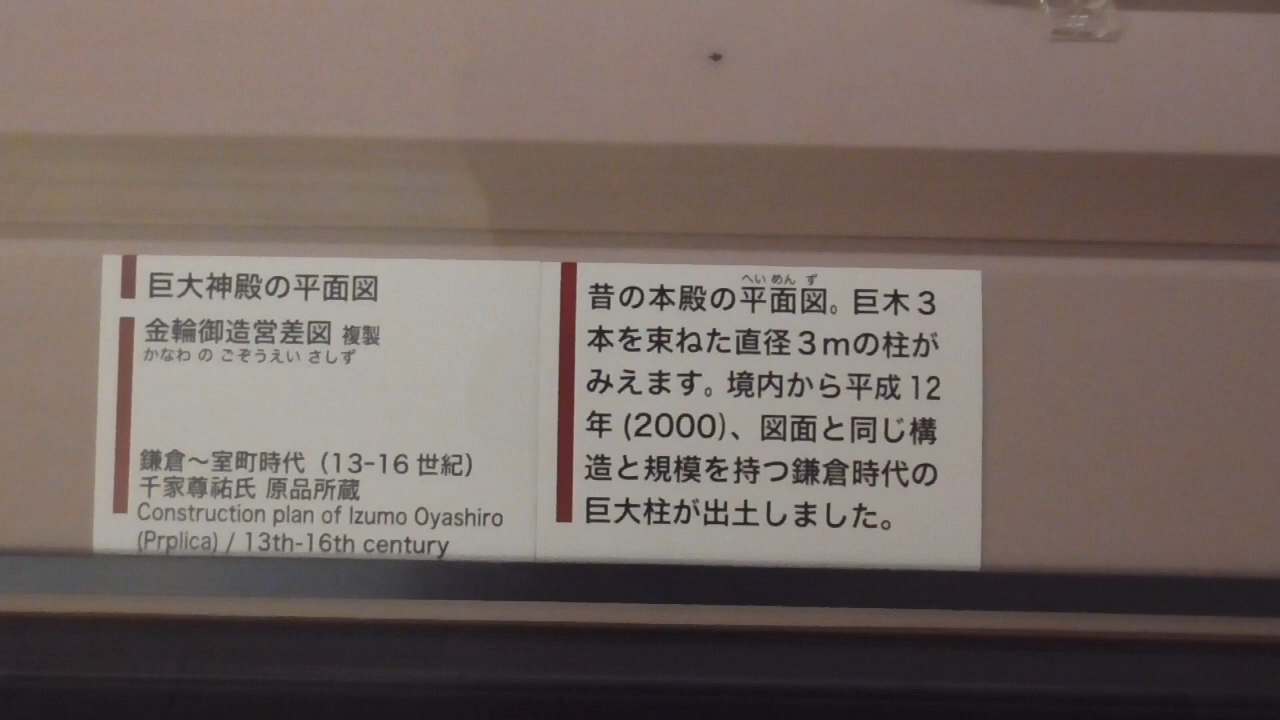 巨大神殿の平面図
金輪御造営差図 複製
かなわ の ごぞうえい さしず
鎌倉～室町時代（13-16 世紀）
千家尊祐氏 原品所蔵
Construction plan of Izumo Oyashiro
(Prplica) / 13th-16th century
へい めん ず
昔の本殿の平面図。巨木3
本を束ねた直径3mの柱が
みえます。境内から平成12
年 (2000)、図面と同じ構
造と規模を持つ鎌倉時代の
巨大柱が出土しました。